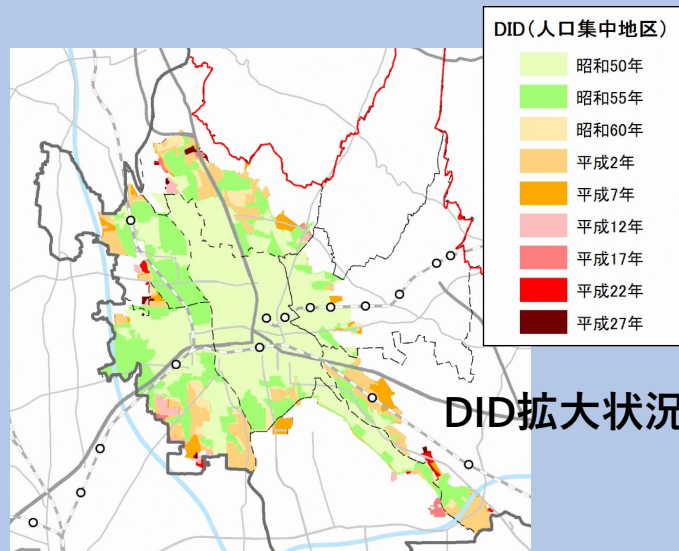 DID(人口集中地区)
昭和50年
昭和55年
昭和60年
平成2年
平成7年
平成12年
平成17年
平成22年
平成27年
DID拡大状況